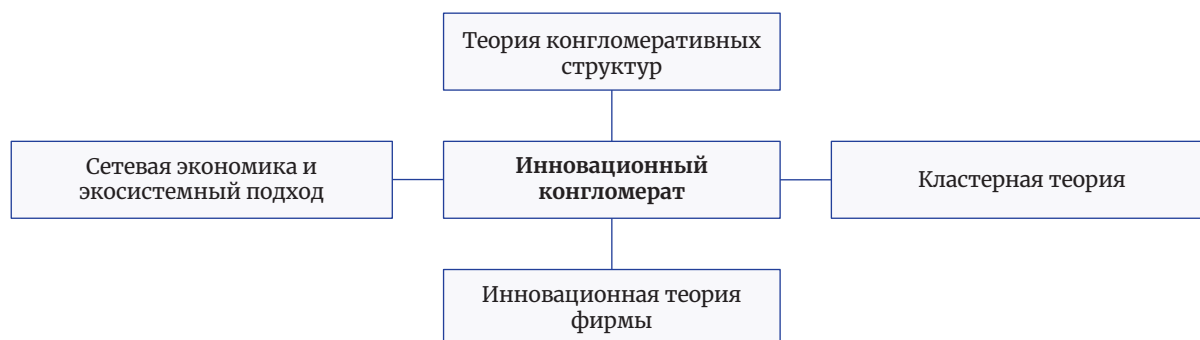 Теория конгломеративных
структур
Сетевая экономика и
экосистемный подход
Инновационный
конгломерат
Кластерная теория
Инновационная теория
фирмы